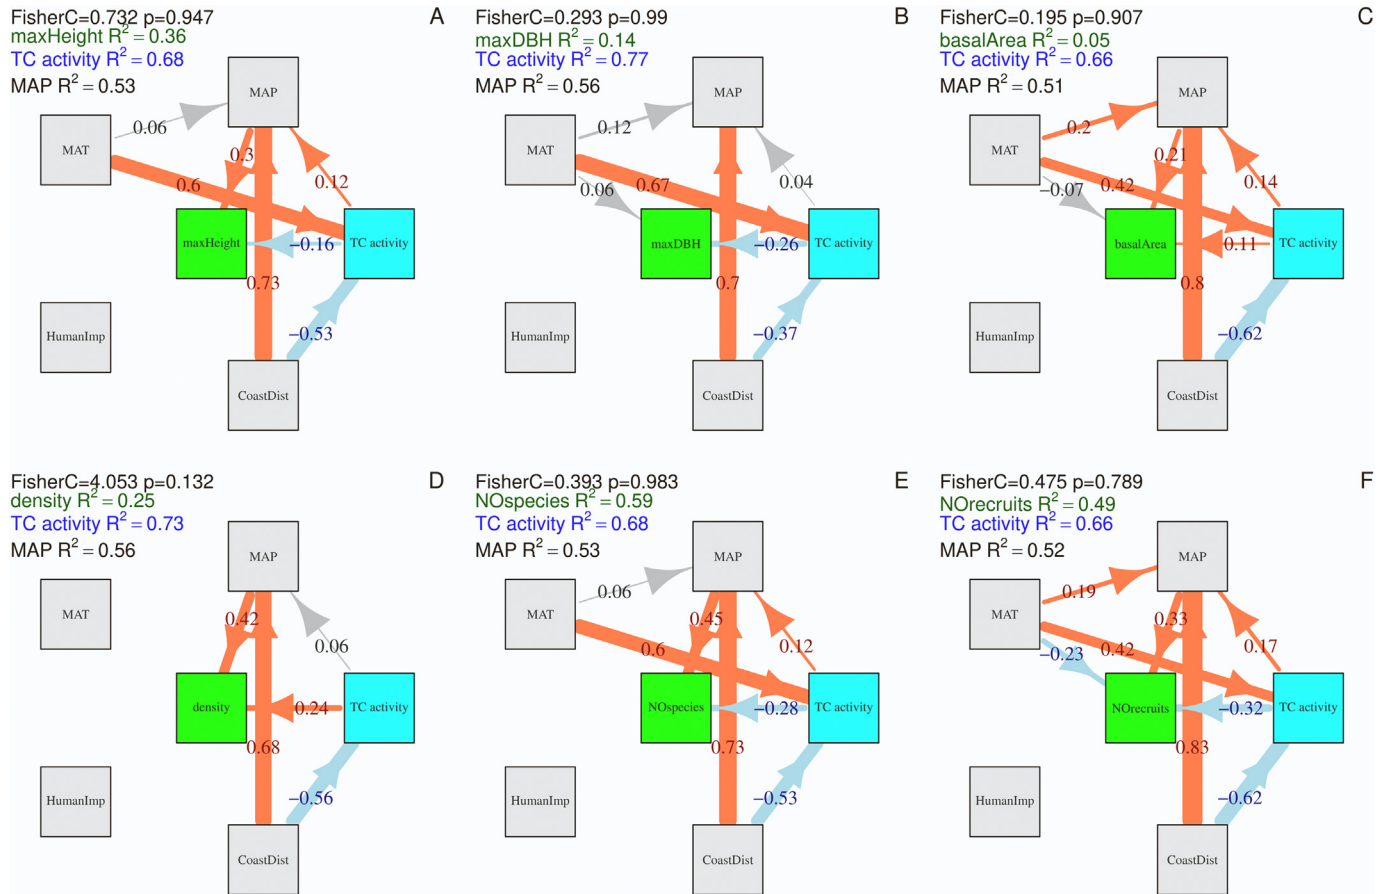 FisherC=0.732 p=0.947
A
maxHeight R² = 0.36
TC activity R² = 0.68
MAP R² = 0.53
MAP
MAT
0.06
0.3
0.6
0.12
maxHeight
−0.16
TC activity
0.73
HumanImp
−0.53
CoastDist
FisherC=0.293 p=0.99
B
maxDBH R² = 0.14
TC activity R² = 0.77
MAP R² = 0.56
MAP
MAT
0.12
0.06
0.67
0.04
maxDBH
−0.26
TC activity
0.7
HumanImp
−0.37
CoastDist
FisherC=0.195 p=0.907
C
basalArea R² = 0.05
TC activity R² = 0.66
MAP R² = 0.51
MAP
MAT
0.2
0.21
−0.07
0.42
0.14
basalArea
0.11
TC activity
0.8
HumanImp
−0.62
CoastDist
FisherC=4.053 p=0.132
D
density R² = 0.25
TC activity R² = 0.73
MAP R² = 0.56
MAP
MAT
0.42
0.06
density
0.24
TC activity
0.68
HumanImp
−0.56
CoastDist
FisherC=0.393 p=0.983
E
NOspecies R² = 0.59
TC activity R² = 0.68
MAP R² = 0.53
MAP
MAT
0.06
0.45
0.6
0.12
NOspecies
−0.28
TC activity
0.73
HumanImp
−0.53
CoastDist
FisherC=0.475 p=0.789
F
NOrecruits R² = 0.49
TC activity R² = 0.66
MAP R² = 0.52
MAP
MAT
0.19
0.33
−0.23
0.42
0.17
NOrecruits
−0.32
TC activity
0.83
HumanImp
−0.62
CoastDist